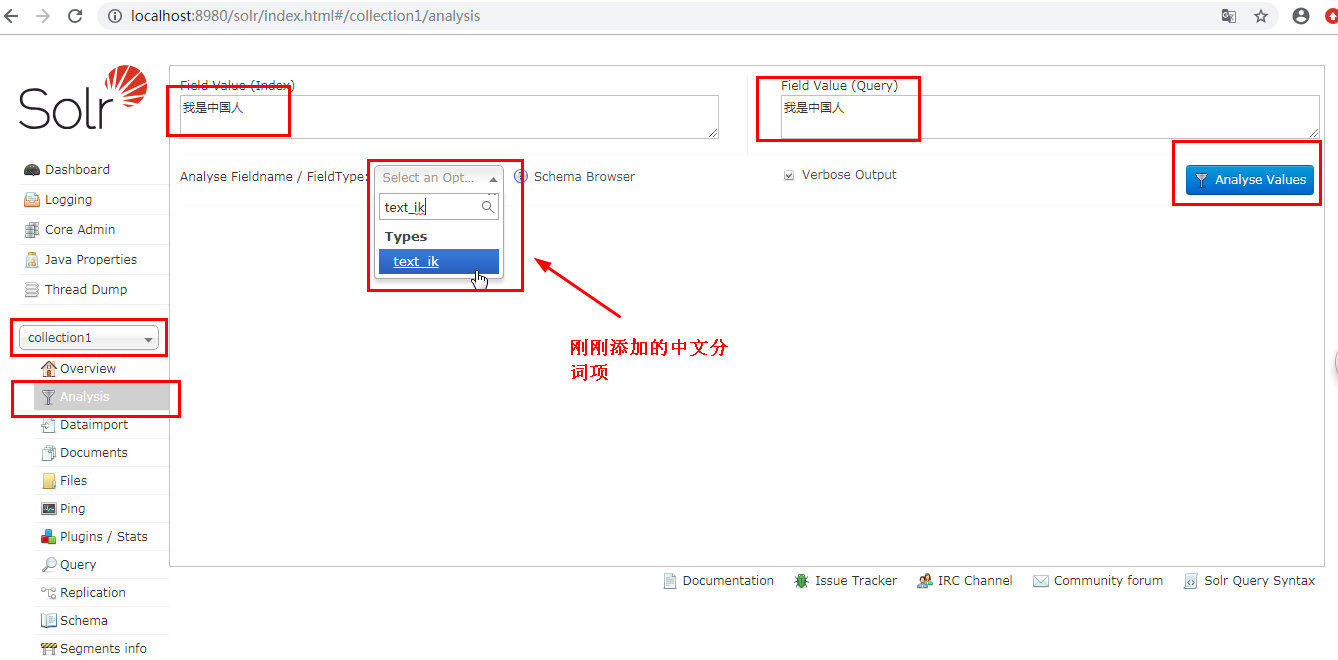 localhost:8980/solr/index.html#/collection1/analysis
Solr
Field Value (Index)
我是中国人
Field Value (Query)
我是中国人
Analyse Fieldname / FieldType:
Select an Opt...
Schema Browser
Verbose Output
Analyse Values
text_ik
Types
text_ik
刚刚添加的中文分
词项
Dashboard
Logging
Core Admin
Java Properties
Thread Dump
collection1
Overview
Analysis
Dataimport
Documents
Files
Ping
Plugins / Stats
Query
Replication
Schema
Segments info
Documentation
Issue Tracker
IRC Channel
Community forum
Solr Query Syntax